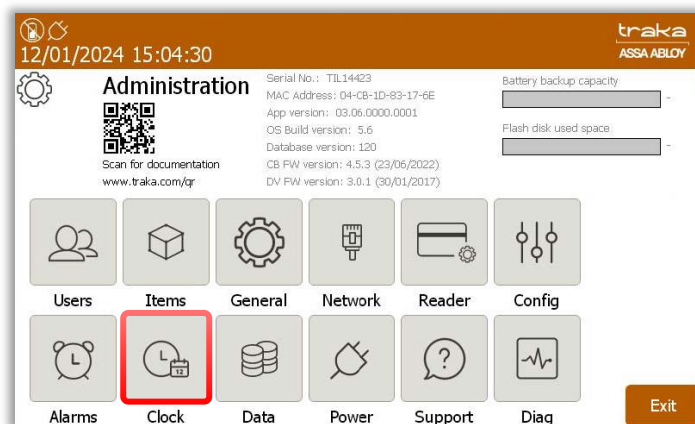 12/01/2024 15:04:30
traka
ASSA ABLOY
Administration
Scan for documentation
www.traka.com/qr
Serial No.: TIL14423
MAC Address: 04-CB-1D-83-17-6E
App version: 03.06.0000.0001
OS Build version: 5.6
Database version: 120
CB FW version: 4.5.3 (23/06/2022)
DV FW version: 3.0.1 (30/01/2017)
Battery backup capacity
-
Flash disk used space
-
Users Items General Network Reader Config
12
Alarms Clock Data Power Support Diag
Exit